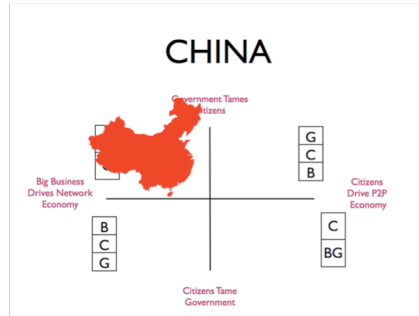 CHINA
Government Tames
Citizens
G
C
B
Big Business
Drives Network
Economy
Citizens
Drive P2P
Economy
B
C
G
C
BG
Citizens Tame
Government